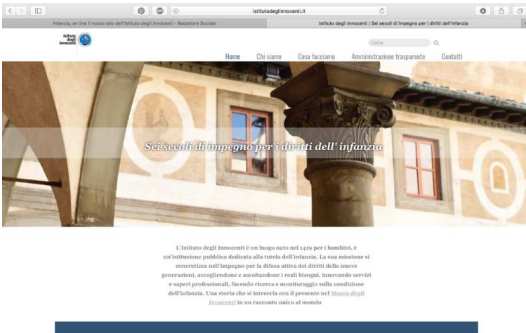 istitutodeglinnocenti.it
Infanzia, on line il nuovo sito dell'Istituto degli Innocenti - Redattore Sociale
Istituto degli Innocenti | Sei secoli di impegno per i diritti dell'infanzia
Istituto
degli
Innocenti
Cerca
Home Chi siamo Cosa facciamo Amministrazione trasparente Contatti
Sei secoli di impegno per i diritti dell'infanzia
L'Istituto degli Innocenti è un luogo nato nel 1419 per i bambini, è
un'istituzione pubblica dedicata alla tutela dell'infanzia. La sua missione si
concretizza nell'impegno per la difesa attiva dei diritti delle nuove
generazioni, accogliendone e ascoltandone i reali bisogni, innovando servizi
e saperi professionali, facendo ricerca e monitoraggio sulla condizione
dell'infanzia. Una storia che si intreccia con il presente nel Museo degli
Innocenti in un racconto unico al mondo